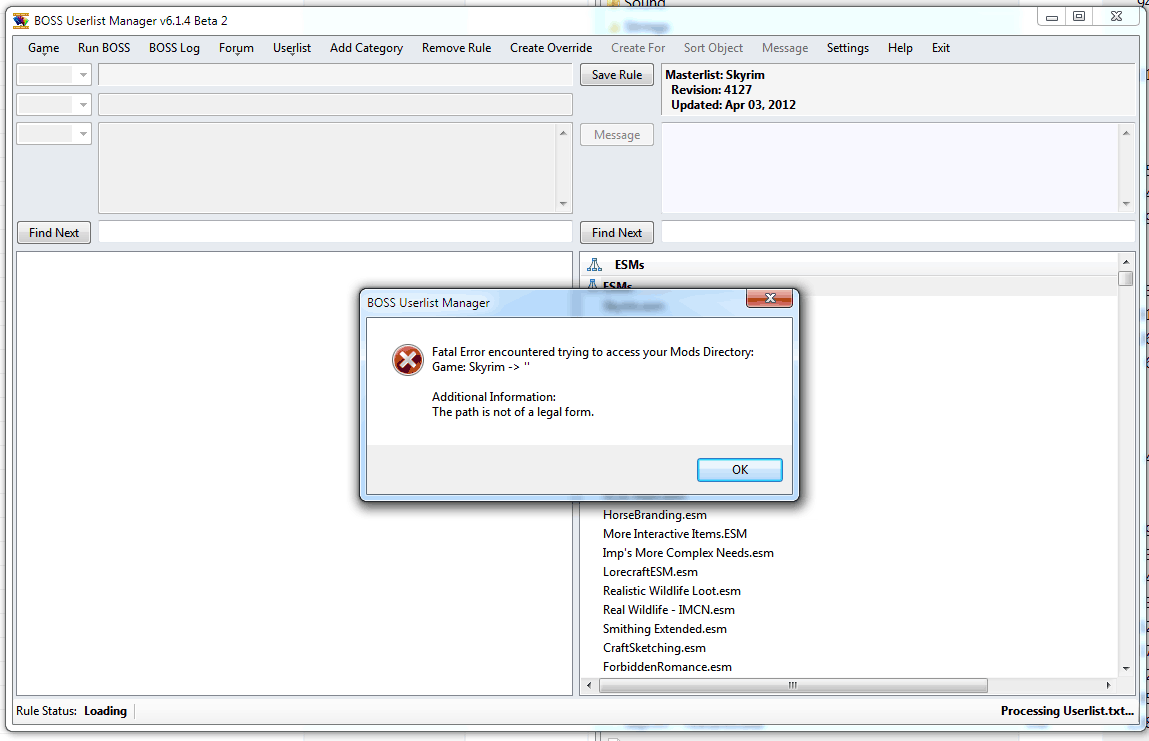 Sound
Strings
BOSS Userlist Manager v6.1.4 Beta 2
Game Run BOSS BOSS Log Forum Userlist Add Category Remove Rule Create Override Create For Sort Object Message Settings Help Exit
Save Rule
Masterlist: Skyrim
Revision: 4127
Updated: Apr 03, 2012
Message
Find Next
Find Next
ESMs
ESMs
Skyrim.esm
BOSS Userlist Manager
Fatal Error encountered trying to access your Mods Directory:
Game: Skyrim -> ''
Additional Information:
The path is not of a legal form.
OK
HorseBranding.esm
More Interactive Items.ESM
Imp's More Complex Needs.esm
LorecraftESM.esm
Realistic Wildlife Loot.esm
Real Wildlife - IMCN.esm
Smithing Extended.esm
CraftSketching.esm
ForbiddenRomance.esm
Rule Status: Loading
Processing Userlist.txt...